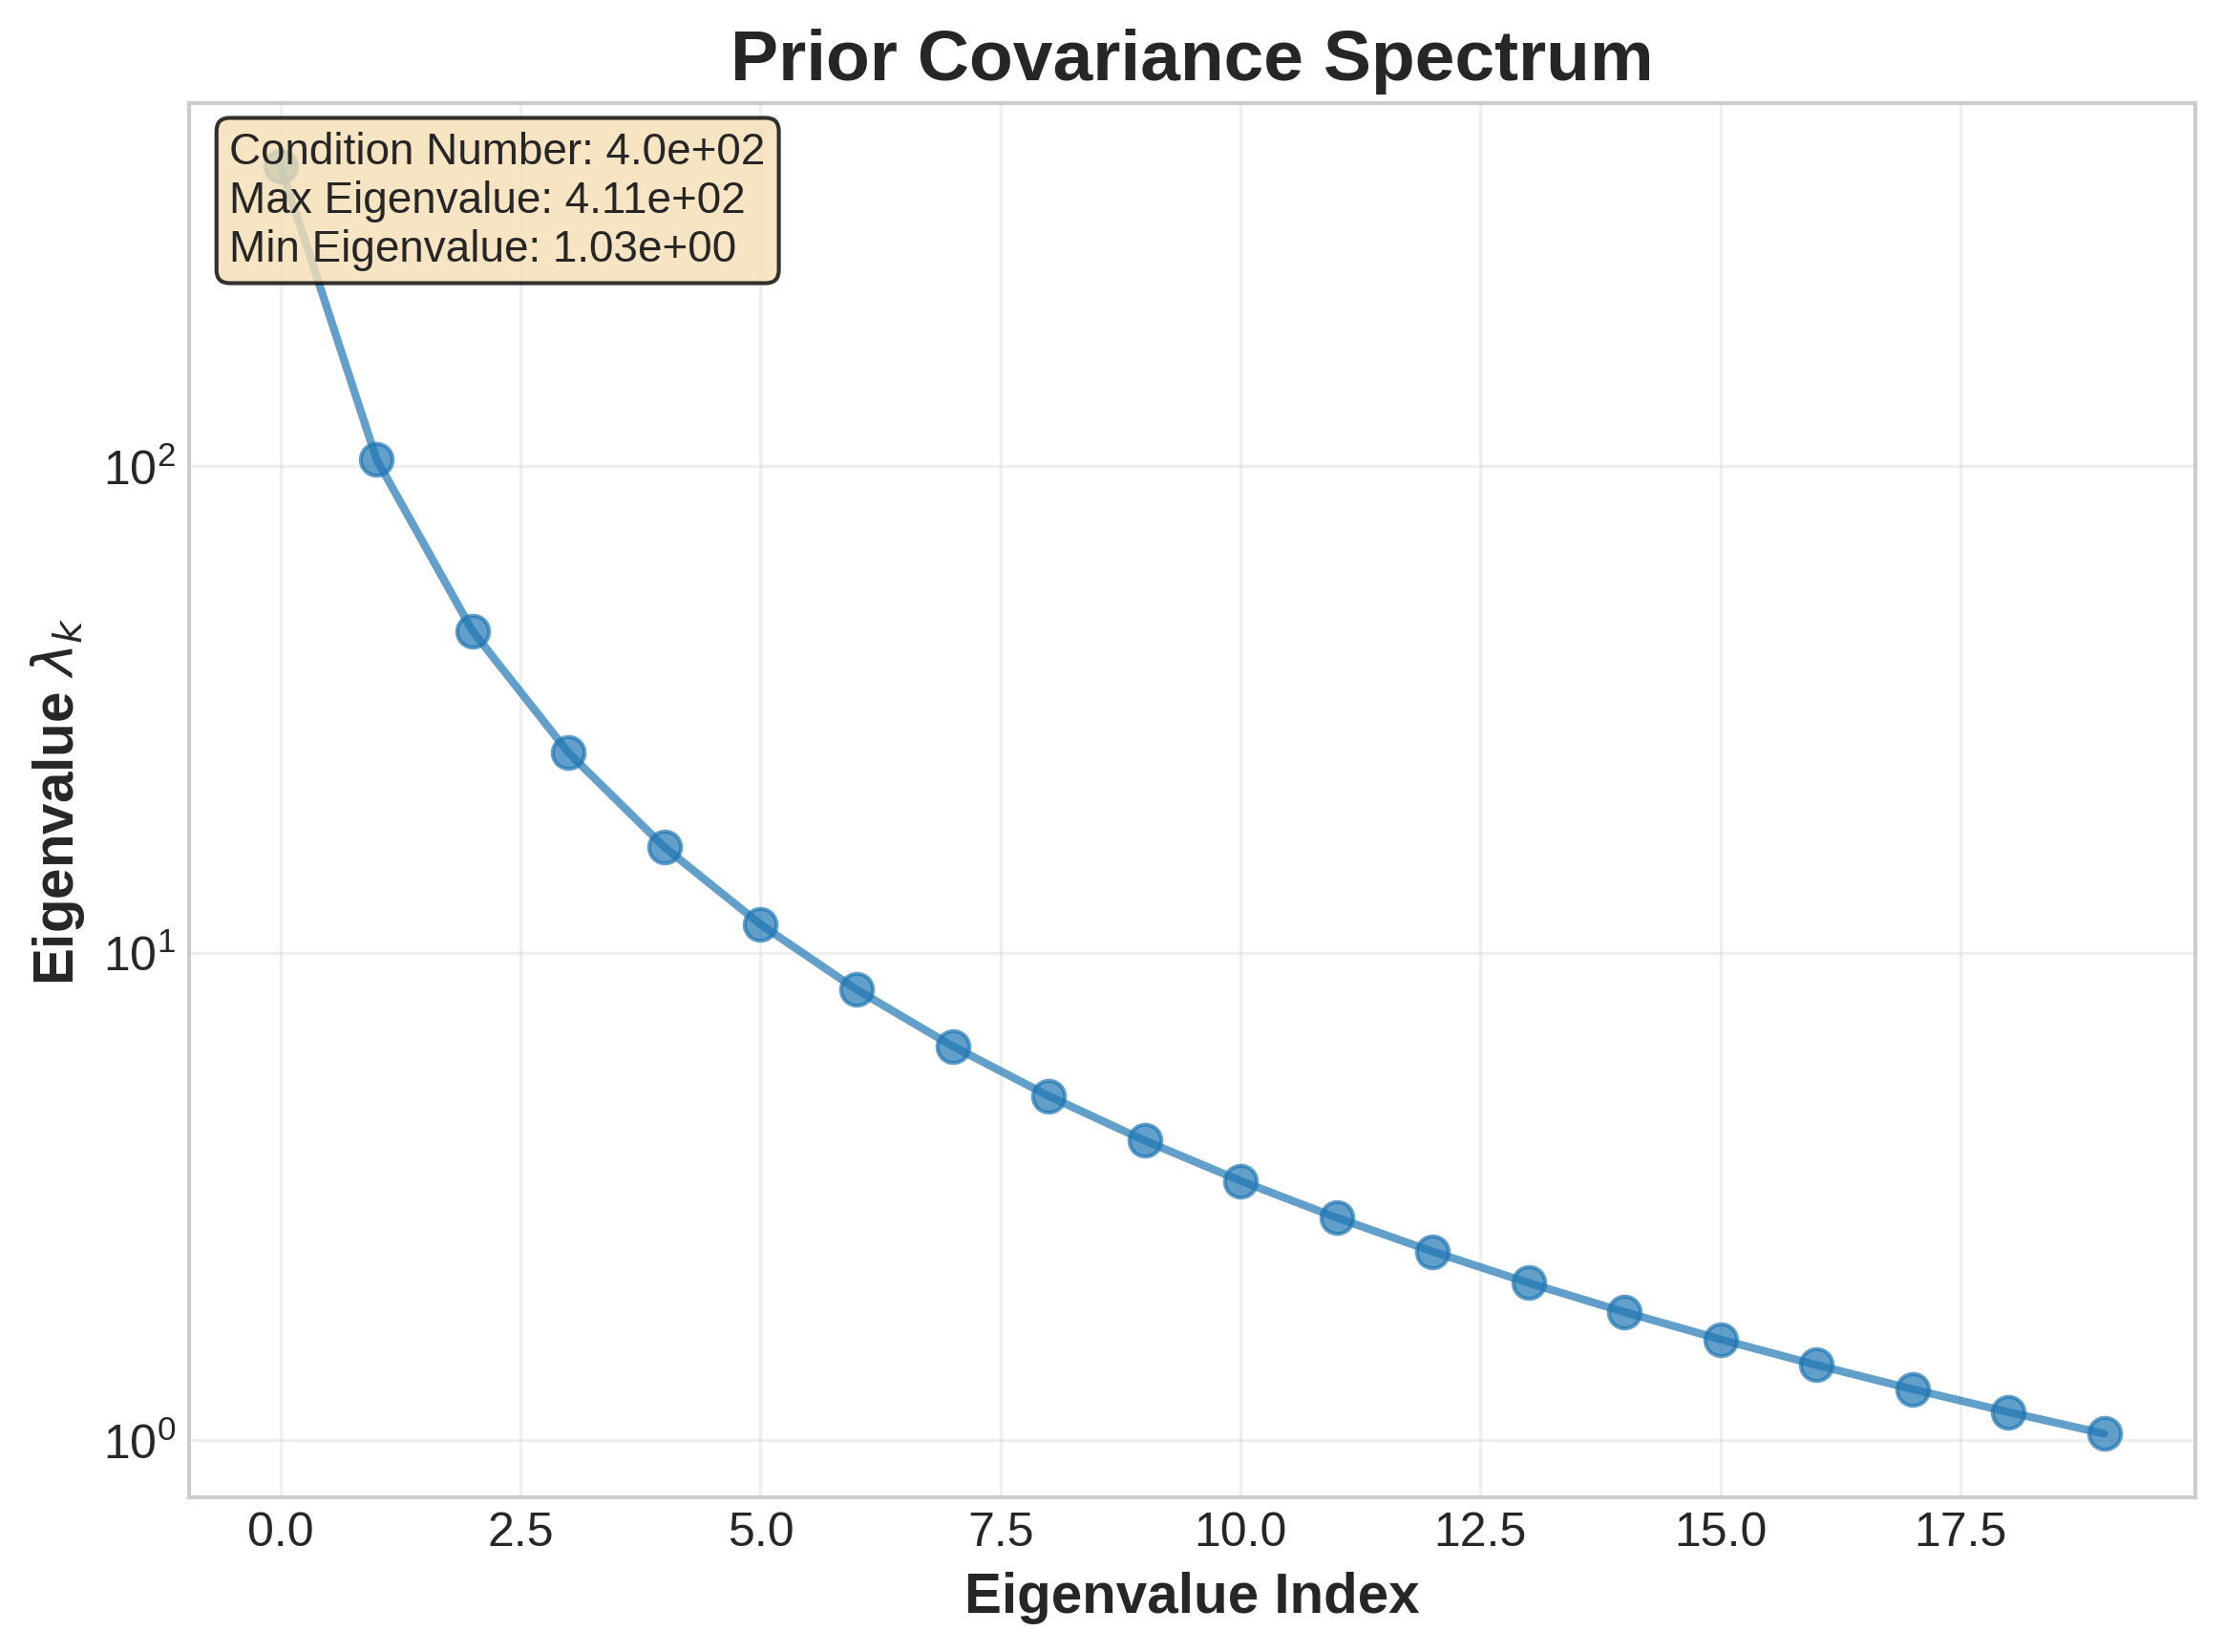 Prior Covariance Spectrum
Condition Number: 4.0e+02
Max Eigenvalue: 4.11e+02
Min Eigenvalue: 1.03e+00
Eigenvalue λₖ
10²
10¹
10⁰
0.0 2.5 5.0 7.5 10.0 12.5 15.0 17.5
Eigenvalue Index